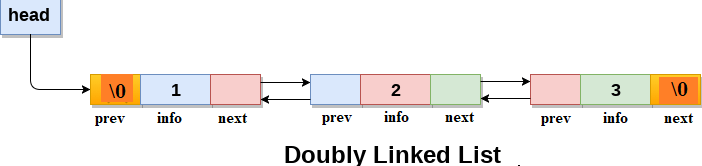 head
\0 1 2 3 \0
prev info next prev info next prev info next
Doubly Linked List